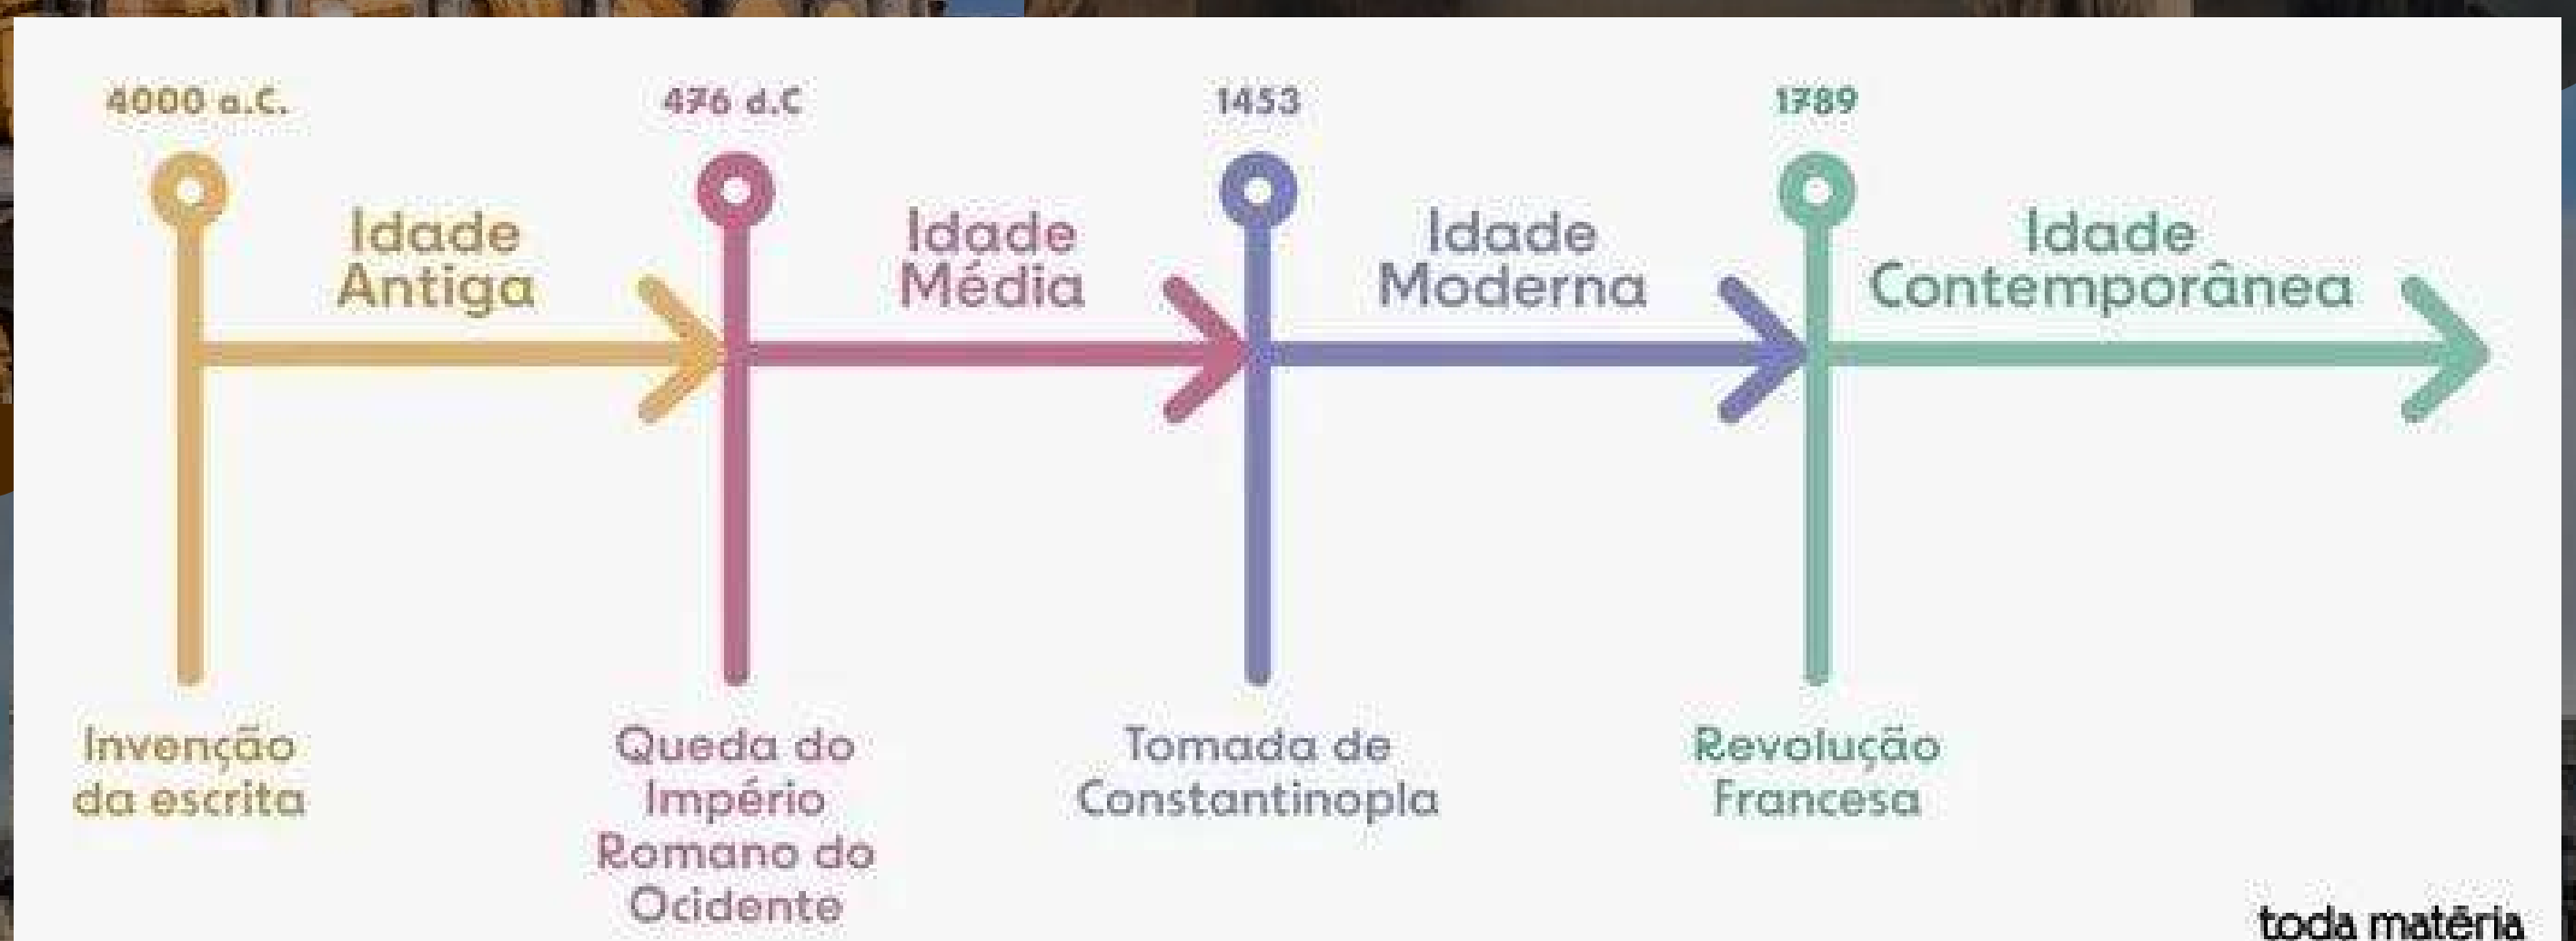 4000 a.C.
476 d.C
1453
1789
Idade
Antiga
Idade
Média
Idade
Moderna
Idade
Contemporânea
Invenção
da escrita
Queda do
Império
Romano do
Ocidente
Tomada de
Constantinopla
Revolução
Francesa
toda matéria